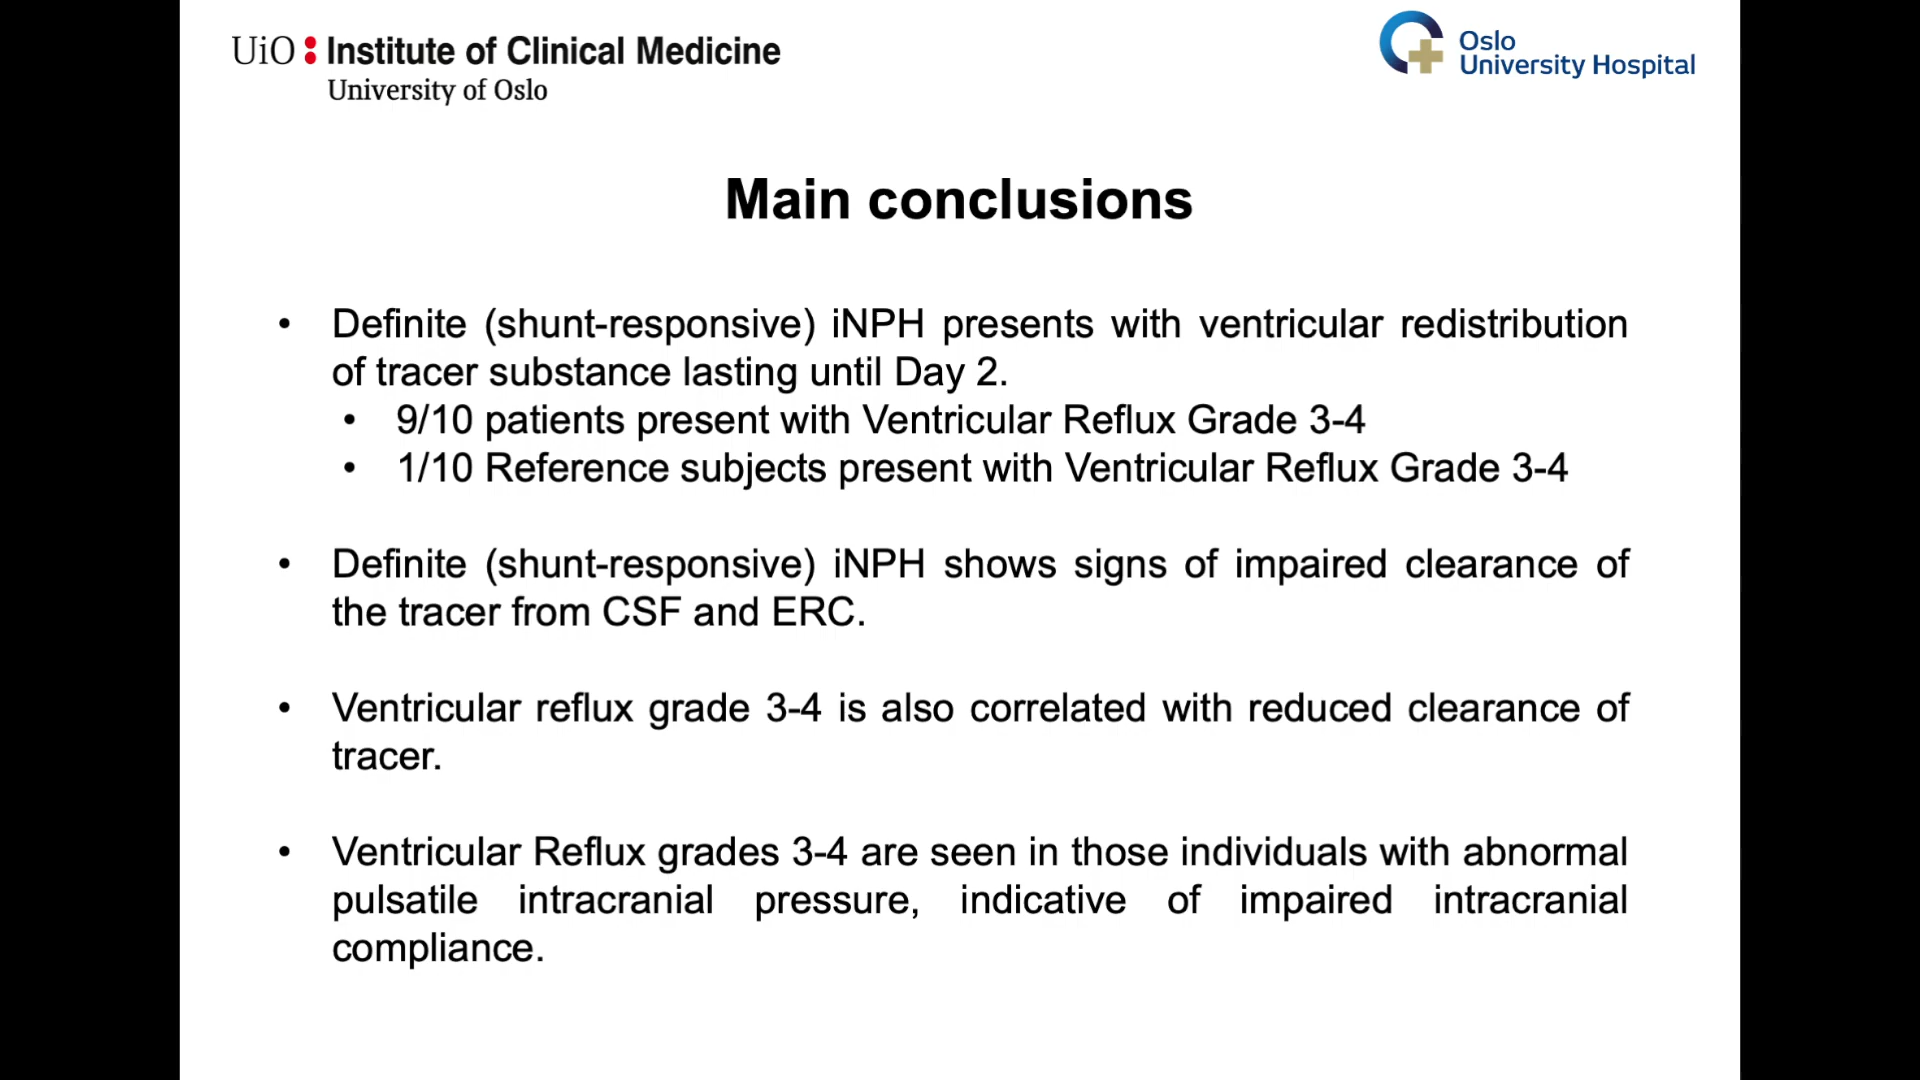 UiO : Institute of Clinical Medicine
University of Oslo
Oslo
University Hospital
Main conclusions
• Definite (shunt-responsive) iNPH presents with ventricular redistribution
of tracer substance lasting until Day 2.
• 9/10 patients present with Ventricular Reflux Grade 3-4
• 1/10 Reference subjects present with Ventricular Reflux Grade 3-4
• Definite (shunt-responsive) iNPH shows signs of impaired clearance of
the tracer from CSF and ERC.
• Ventricular reflux grade 3-4 is also correlated with reduced clearance of
tracer.
• Ventricular Reflux grades 3-4 are seen in those individuals with abnormal
pulsatile intracranial pressure, indicative of impaired intracranial
compliance.